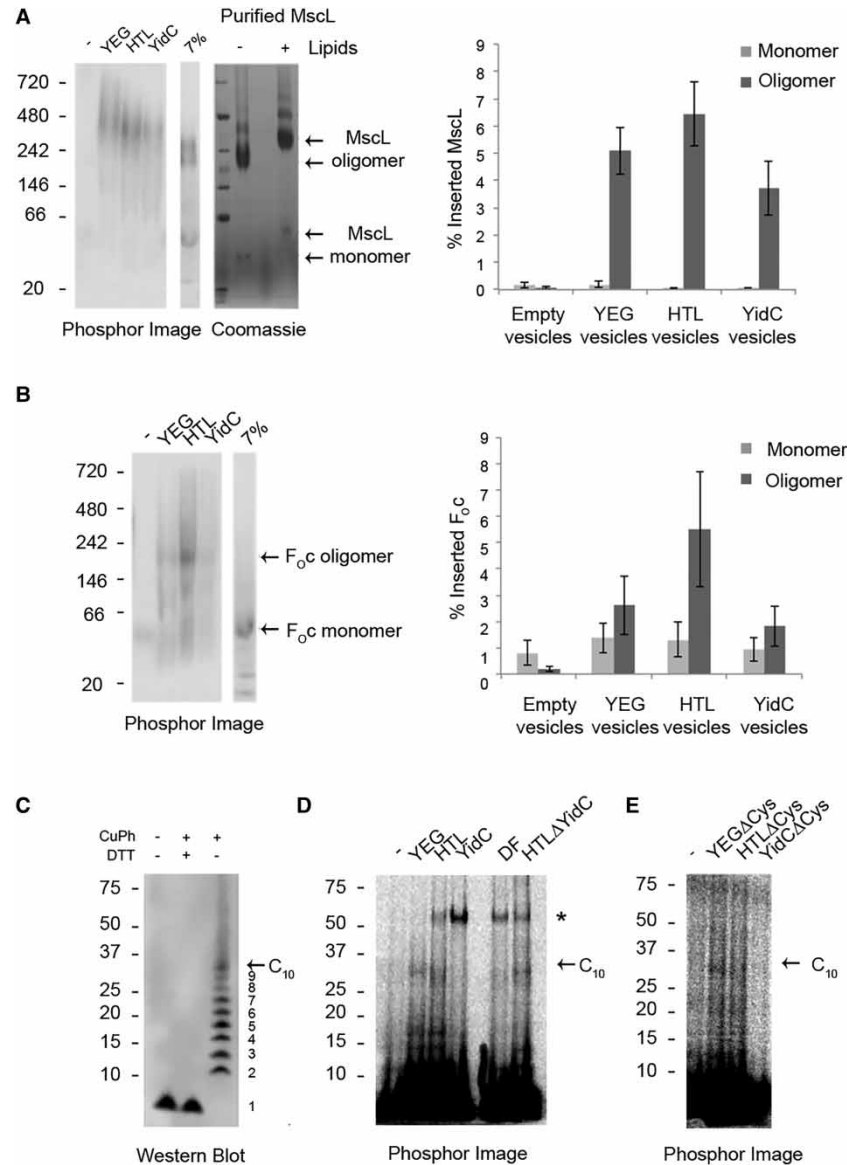 A
Purified MscL
- YEG HTL YidC 7% - + Lipids
720 -
480 -
242 -
146 -
66 -
20 -
← MscL
← oligomer
← MscL
← monomer
Phosphor Image Coomassie
% Inserted MscL
9
8
7
6
5
4
3
2
1
0
Monomer
Oligomer
Empty vesicles
YEG vesicles
HTL vesicles
YidC vesicles
B
- YEG HTL YidC 7%
720 -
480 -
242 -
146 -
66 -
20 -
← FOc oligomer
← FOc monomer
Phosphor Image
% Inserted FOc
9
8
7
6
5
4
3
2
1
0
Monomer
Oligomer
Empty vesicles
YEG vesicles
HTL vesicles
YidC vesicles
C
CuPh - + +
DTT - + -
75 -
50 -
37 -
25 -
20 -
15 -
10 -
← C10
9
8
7
6
5
4
3
2
1
Western Blot
D
- YEG HTL YidC DF HTLΔYidC
75 -
50 -
37 -
25 -
20 -
15 -
10 -
*
← C10
Phosphor Image
E
- YEGΔCys HTLΔCys YidCΔCys
75 -
50 -
37 -
25 -
20 -
15 -
10 -
← C10
Phosphor Image